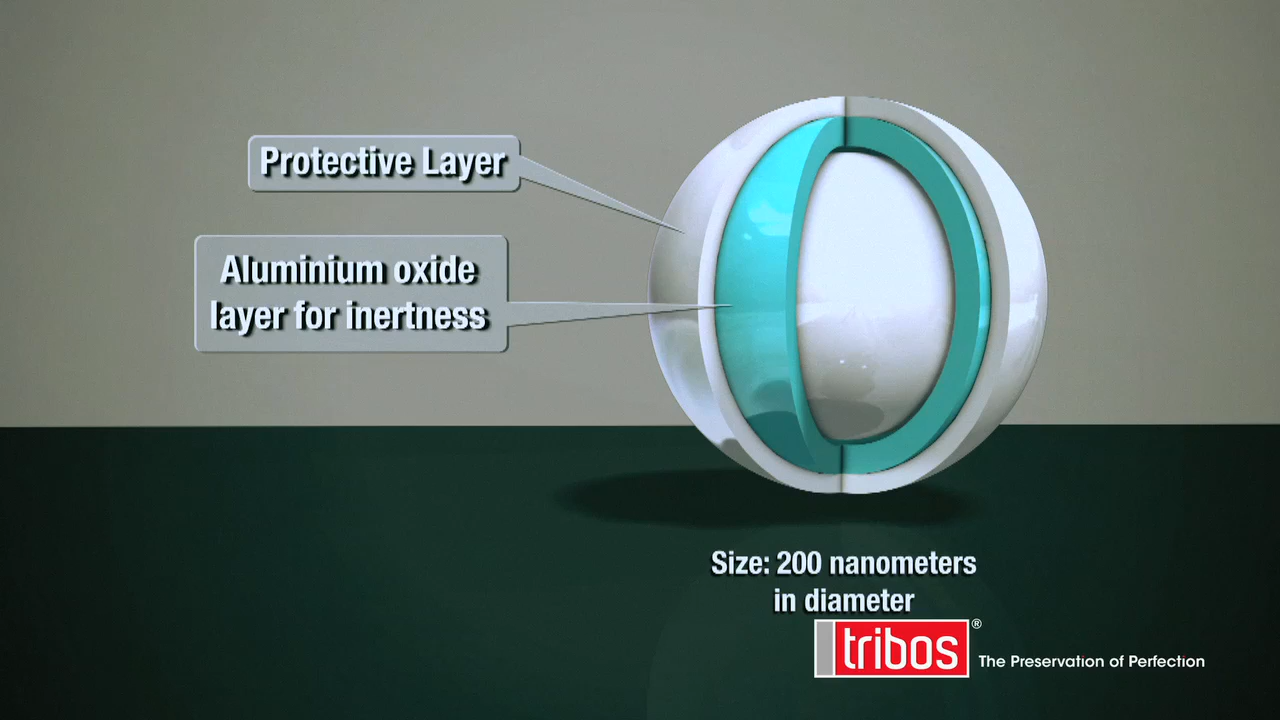 Protective Layer
Aluminium oxide
layer for inertness
Size: 200 nanometers
in diameter
tribos®
The Preservation of Perfection